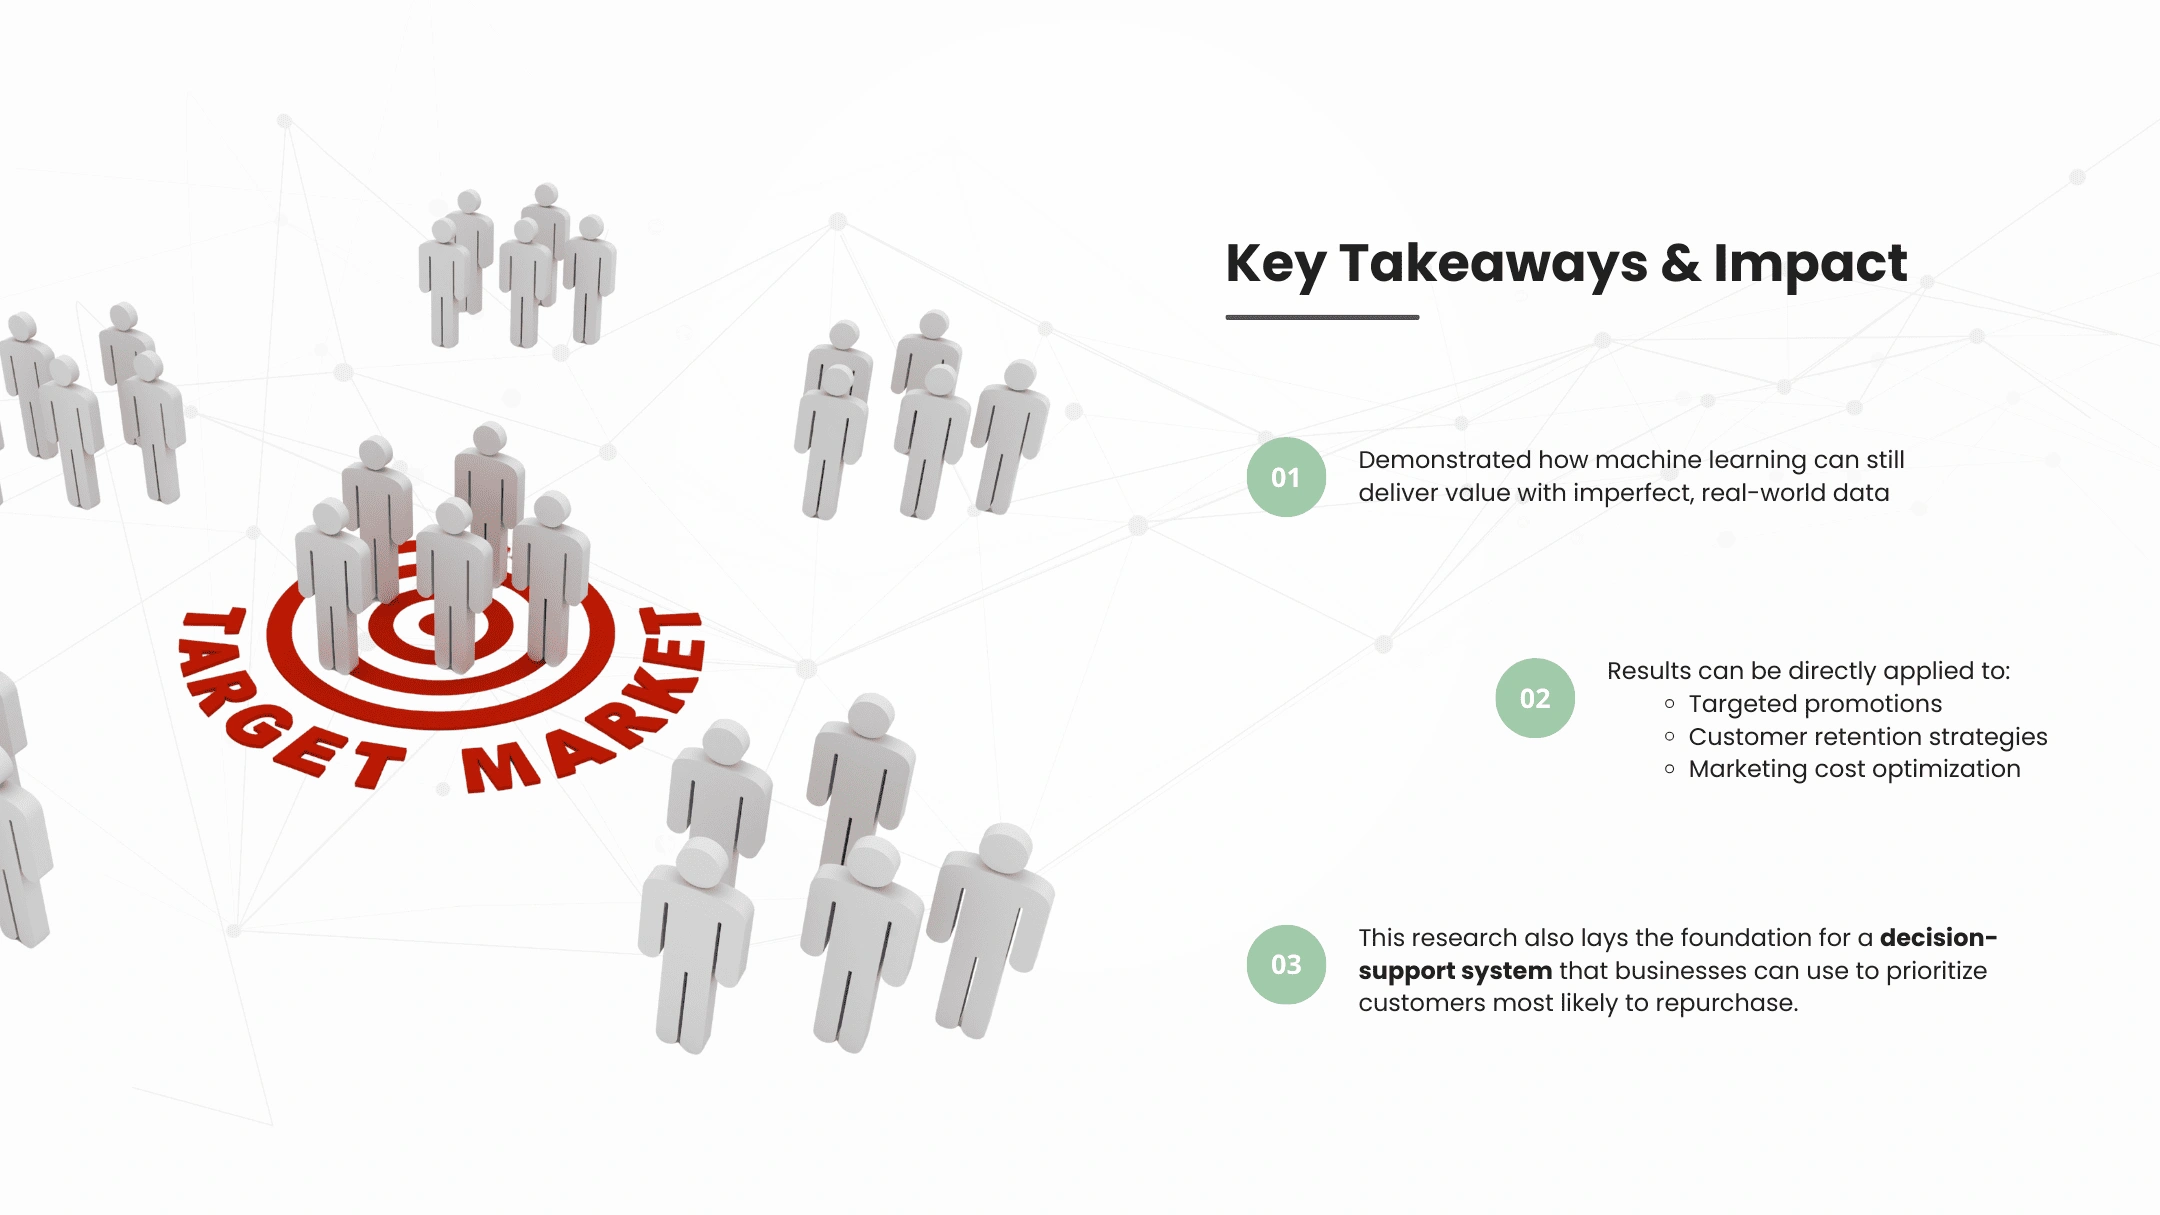 Key Takeaways & Impact
01
Demonstrated how machine learning can still
deliver value with imperfect, real-world data
02
Results can be directly applied to:
Targeted promotions
Customer retention strategies
Marketing cost optimization
03
This research also lays the foundation for a decision-
support system that businesses can use to prioritize
customers most likely to repurchase.
TARGET MARKET